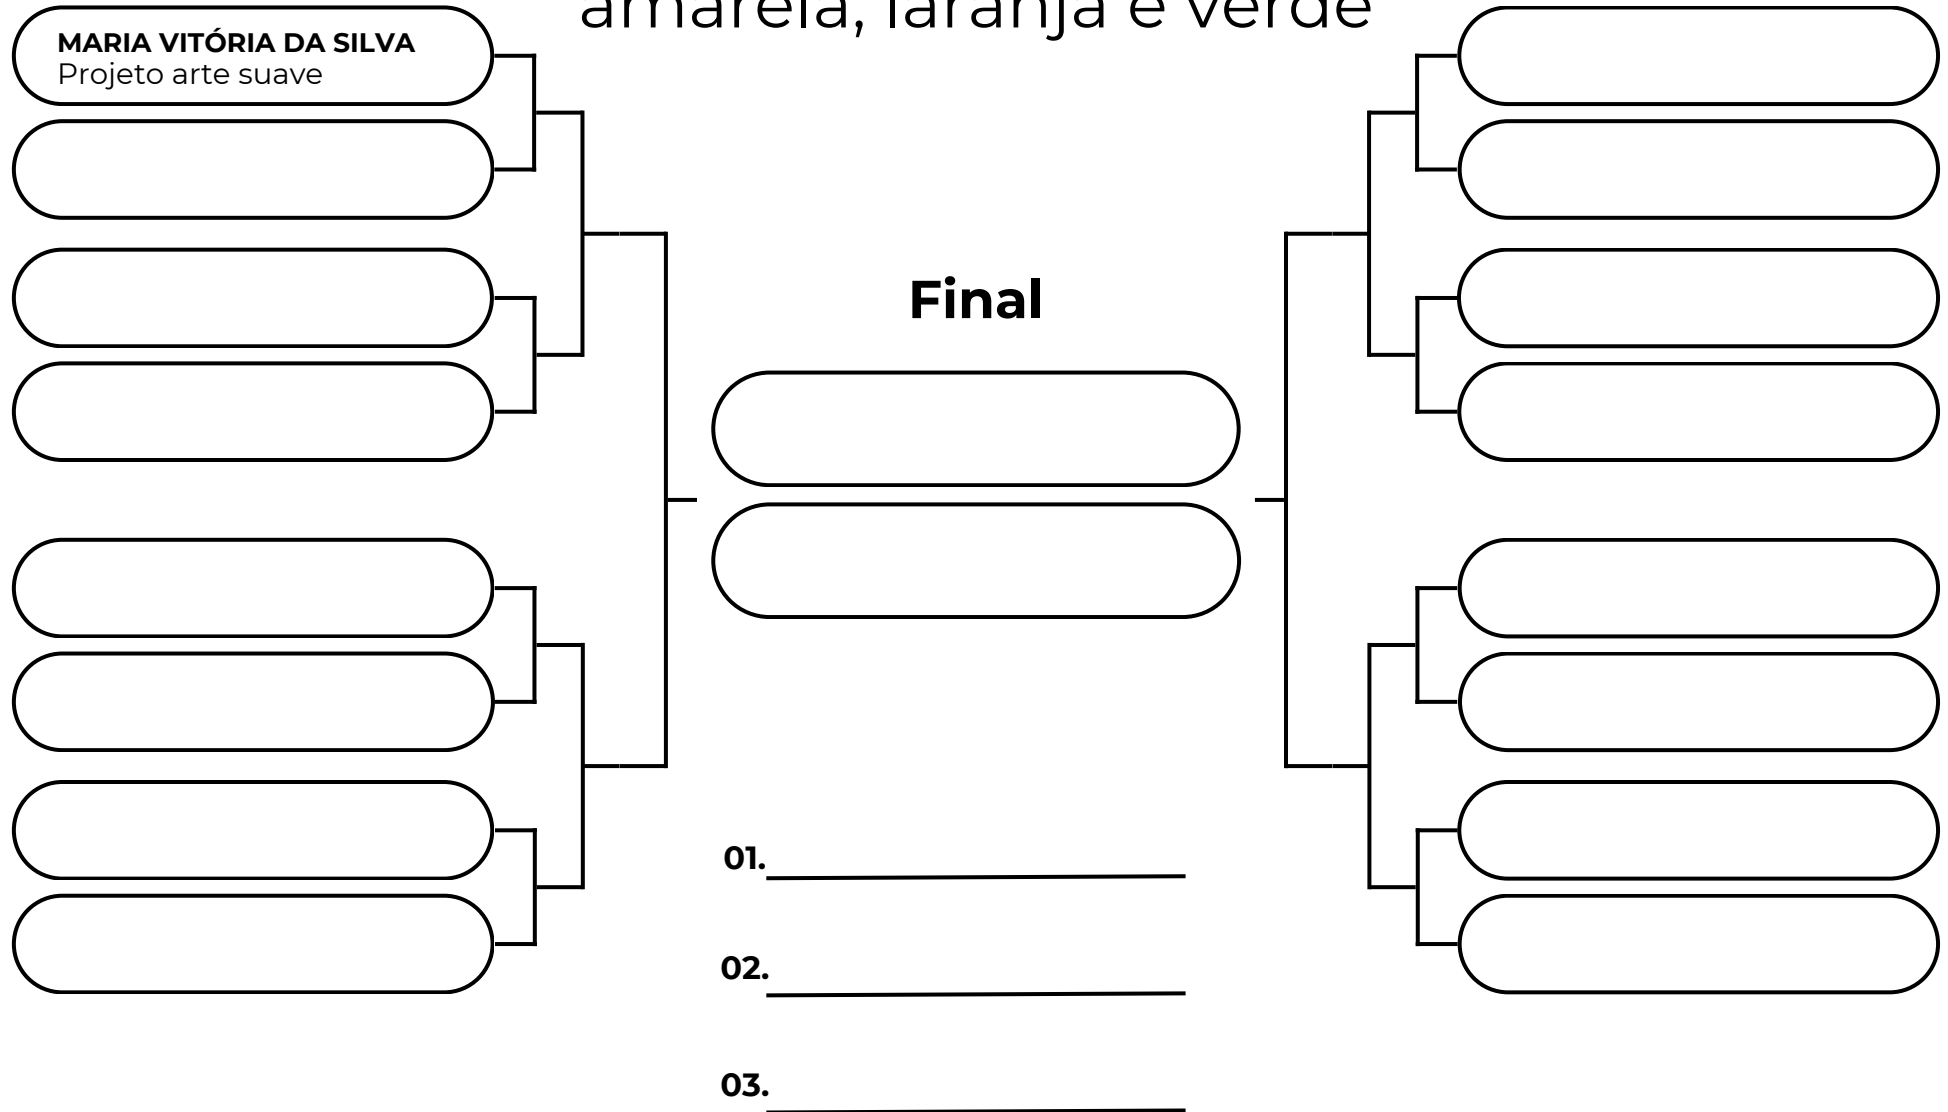 amarela, laranja e verde
MARIA VITÓRIA DA SILVA
Projeto arte suave
Final
01.
02.
03.